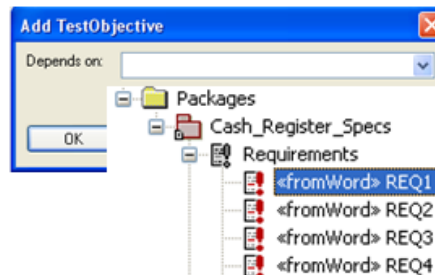 Add TestObjective
Depends on:
OK
Packages
Cash_Register_Specs
Requirements
«fromWord» REQ1
«fromWord» REQ2
«fromWord» REQ3
«fromWord» REQ4